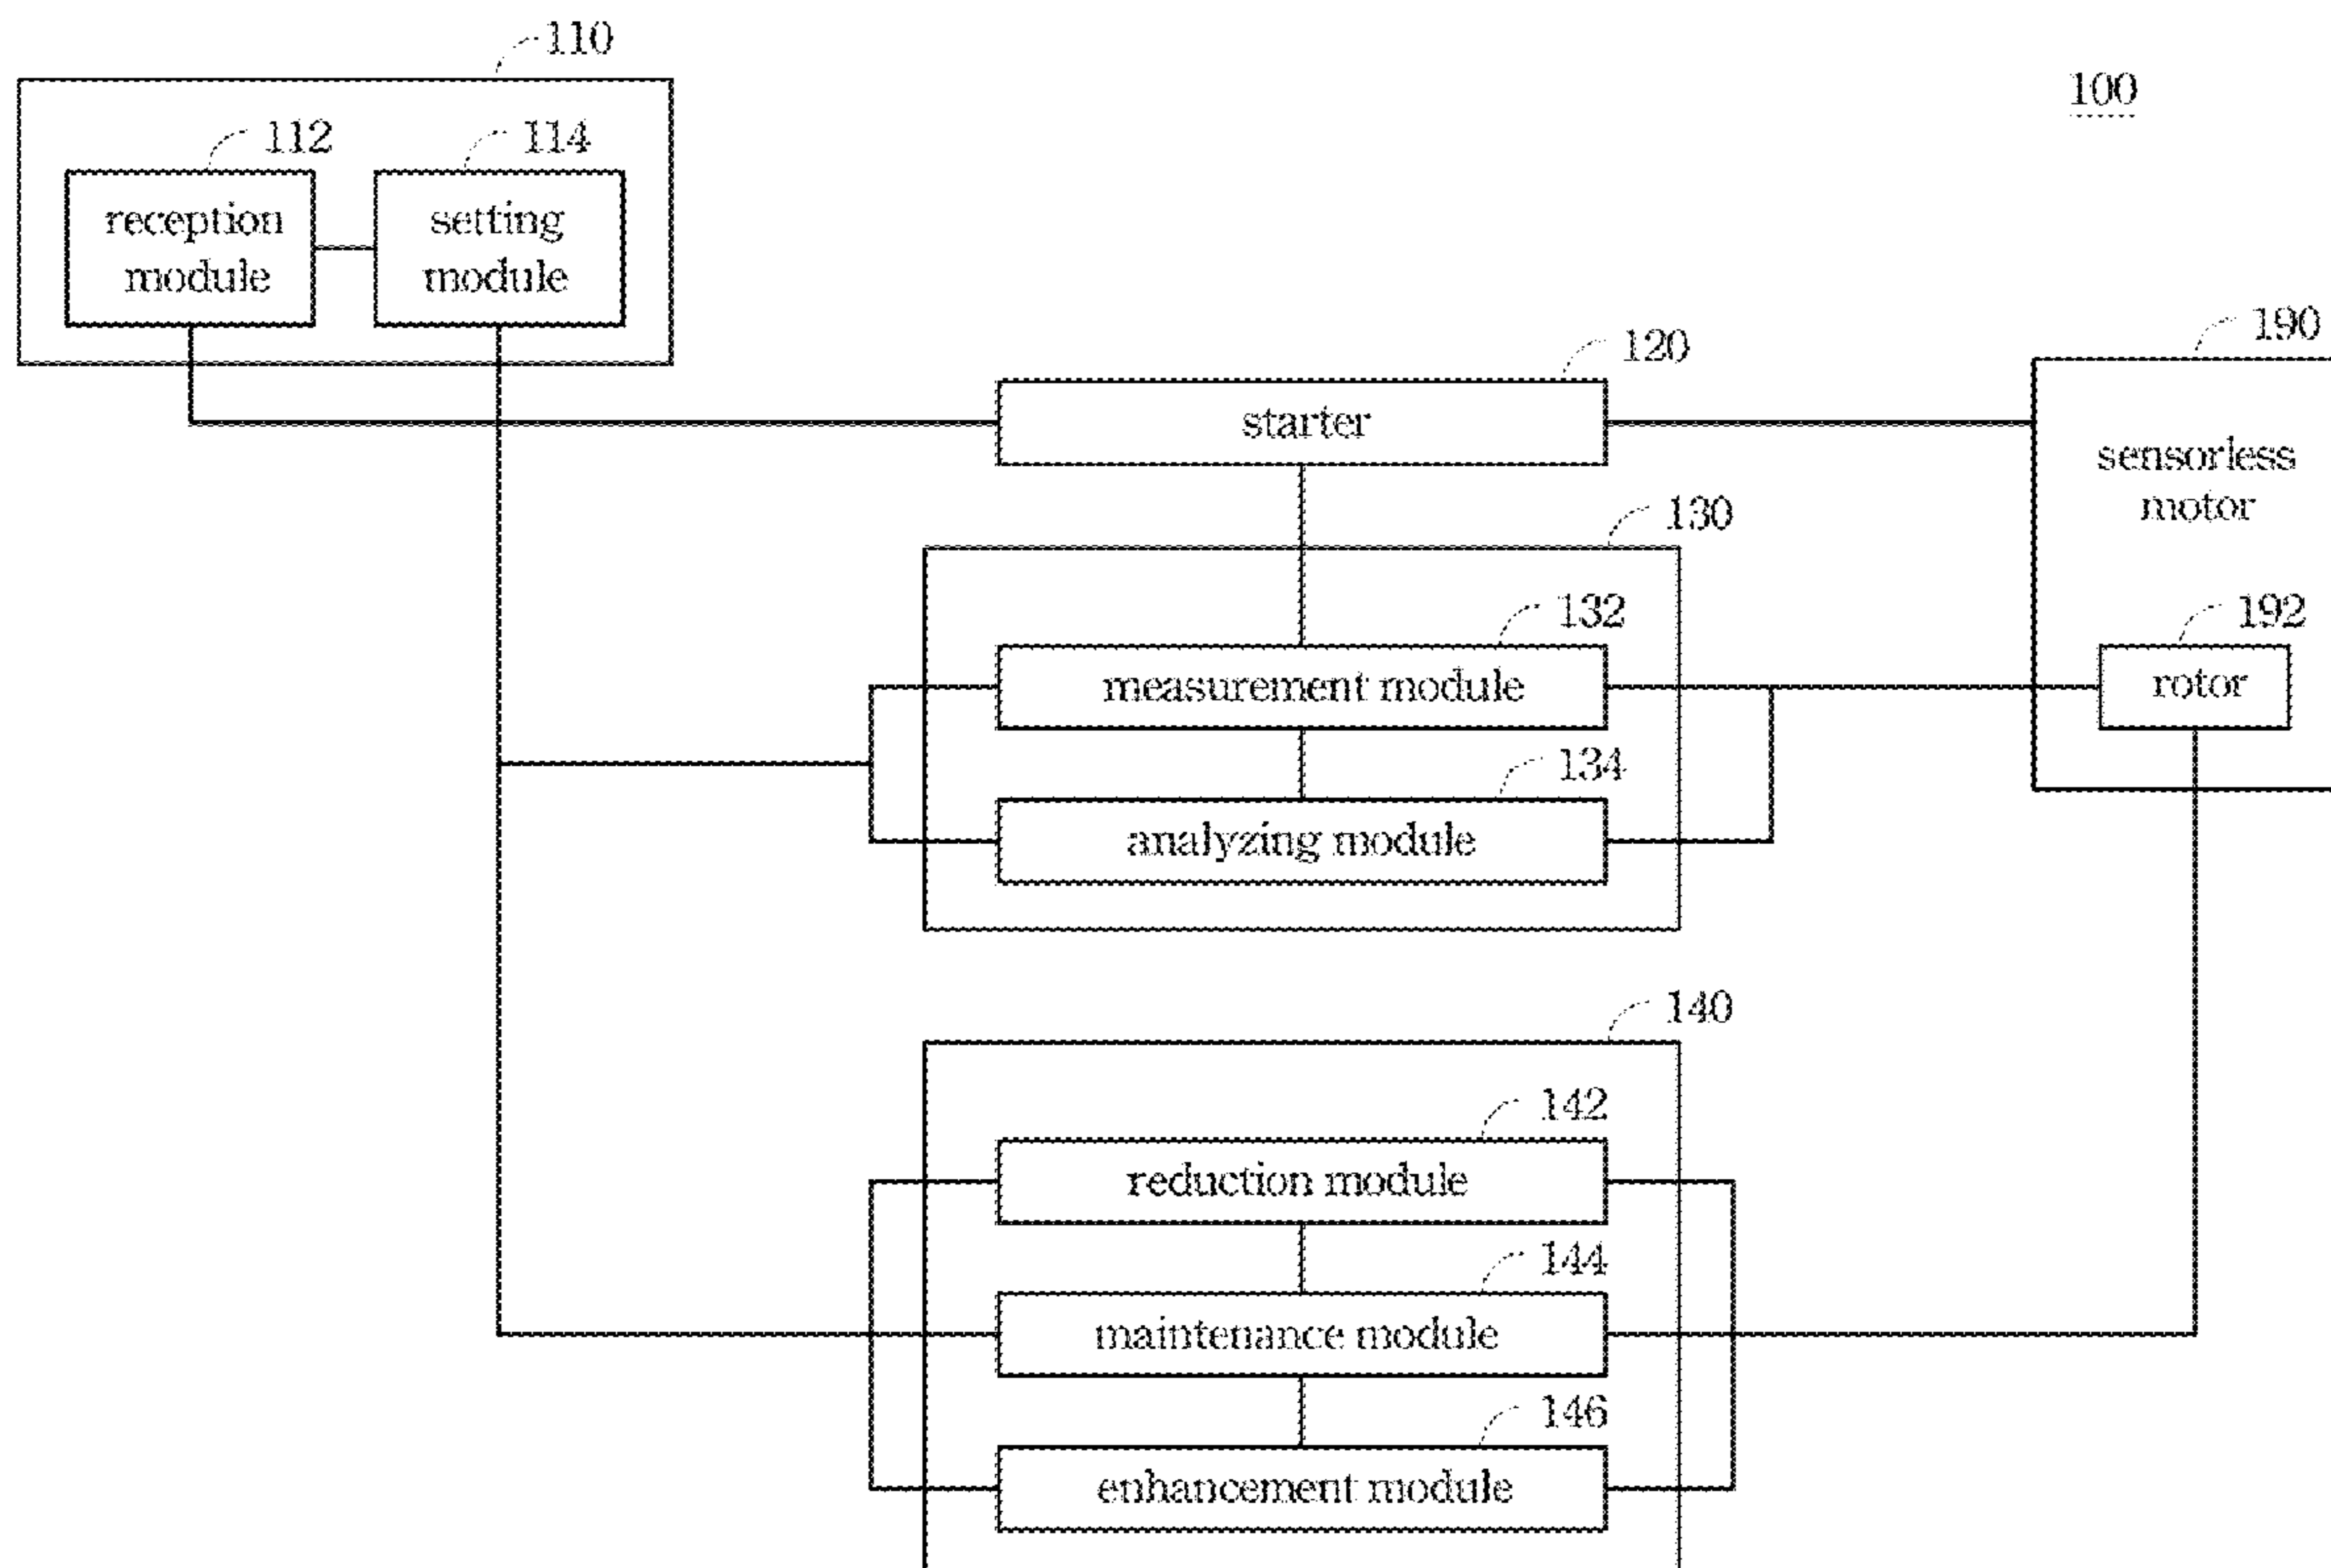 110
100
112
114
reception
module
setting
module
190
120
starter
sensorless
motor
130
132
192
measurement module
rotor
134
analyzing module
140
142
reduction module
144
maintenance module
146
enhancement module